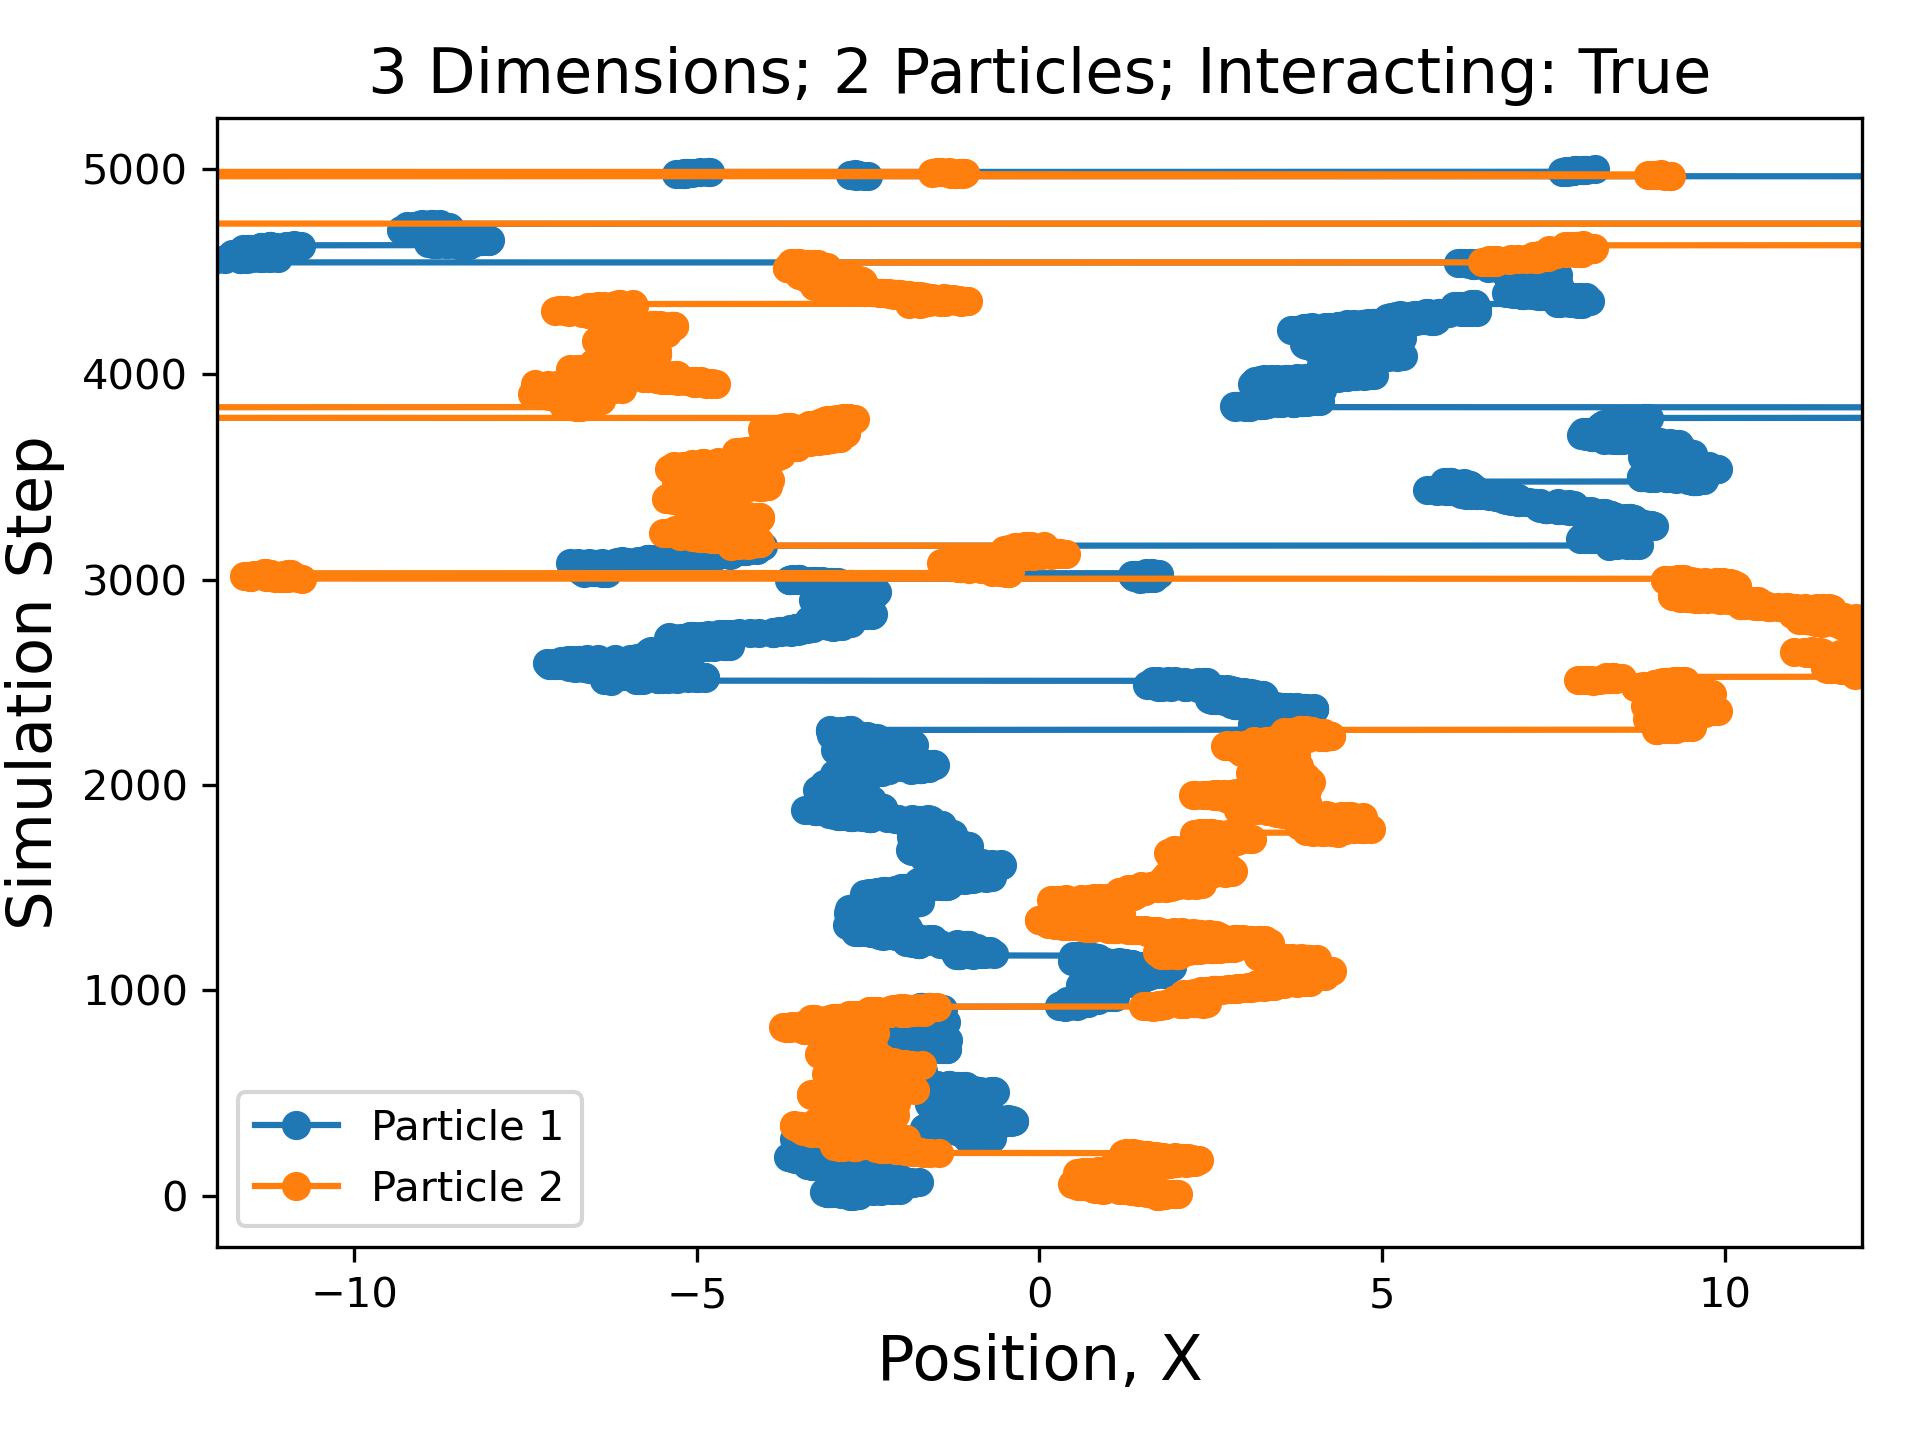 3 Dimensions; 2 Particles; Interacting: True
Simulation Step
5000
4000
3000
2000
1000
0
Particle 1
Particle 2
−10
−5
0
5
10
Position, X